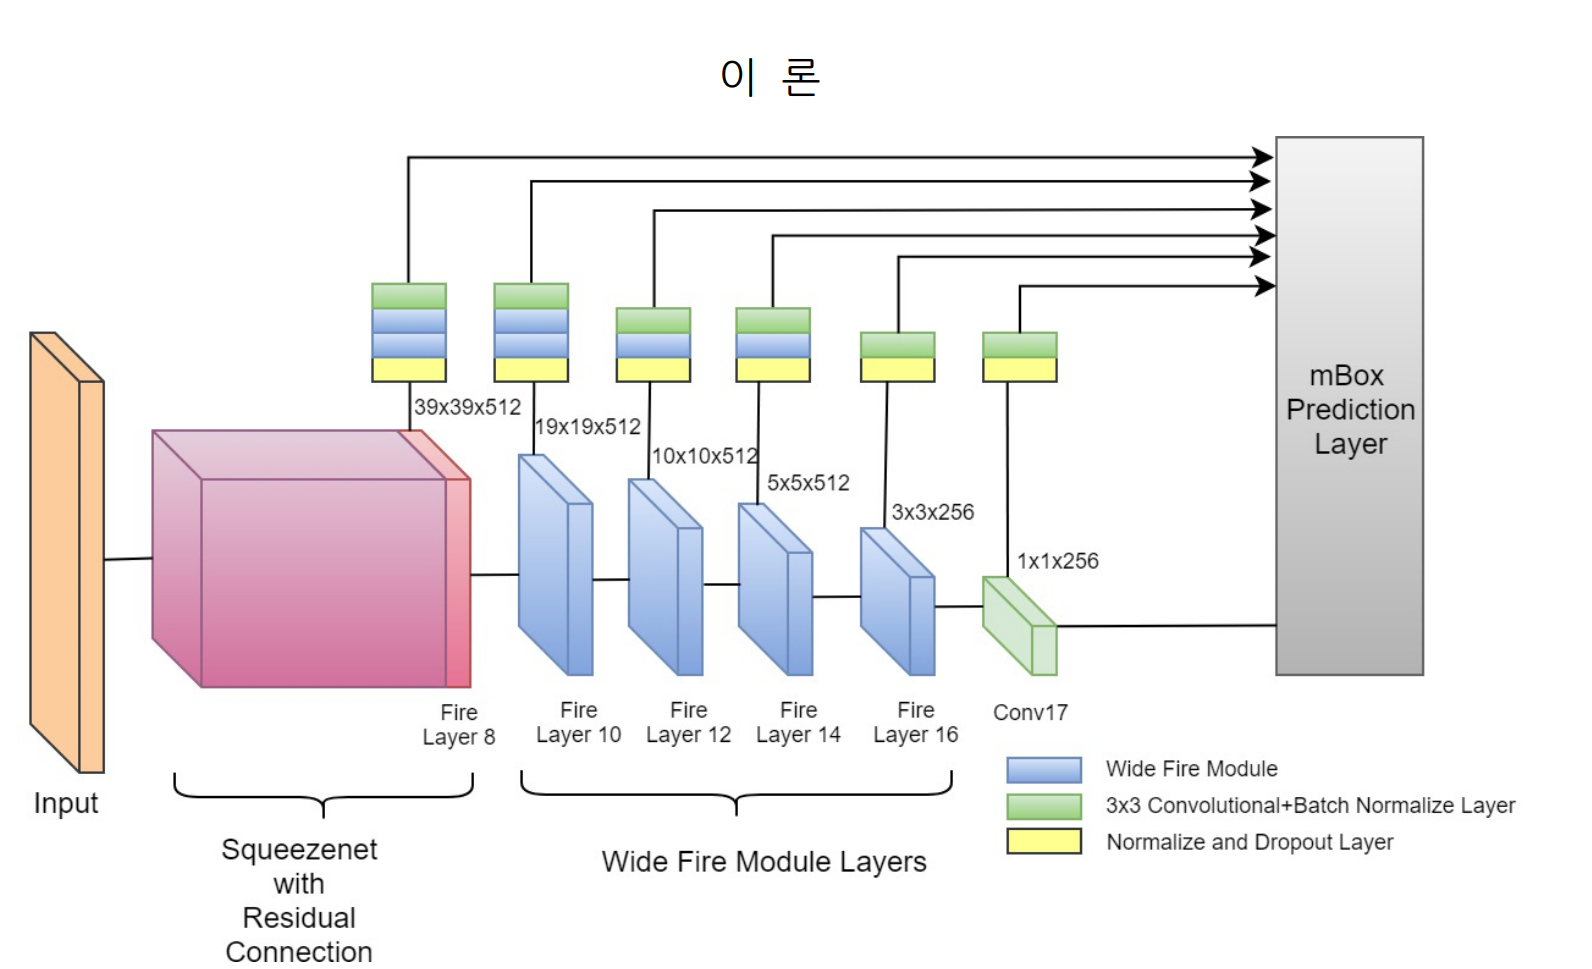 이 론
39x39x512
19x19x512
10x10x512
5x5x512
3x3x256
1x1x256
mBox
Prediction
Layer
Fire
Layer 8
Fire
Layer 10
Fire
Layer 12
Fire
Layer 14
Fire
Layer 16
Conv17
Input
Squeezenet
with
Residual
Connection
Wide Fire Module Layers
Wide Fire Module
3x3 Convolutional+Batch Normalize Layer
Normalize and Dropout Layer